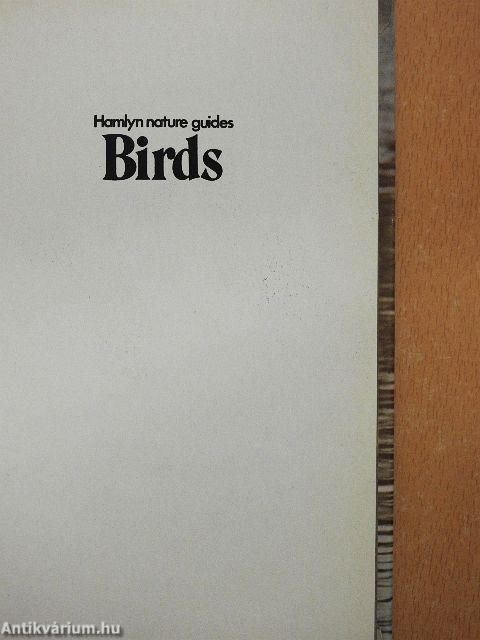 Hamlyn nature guides
Birds
Antikvárium.hu